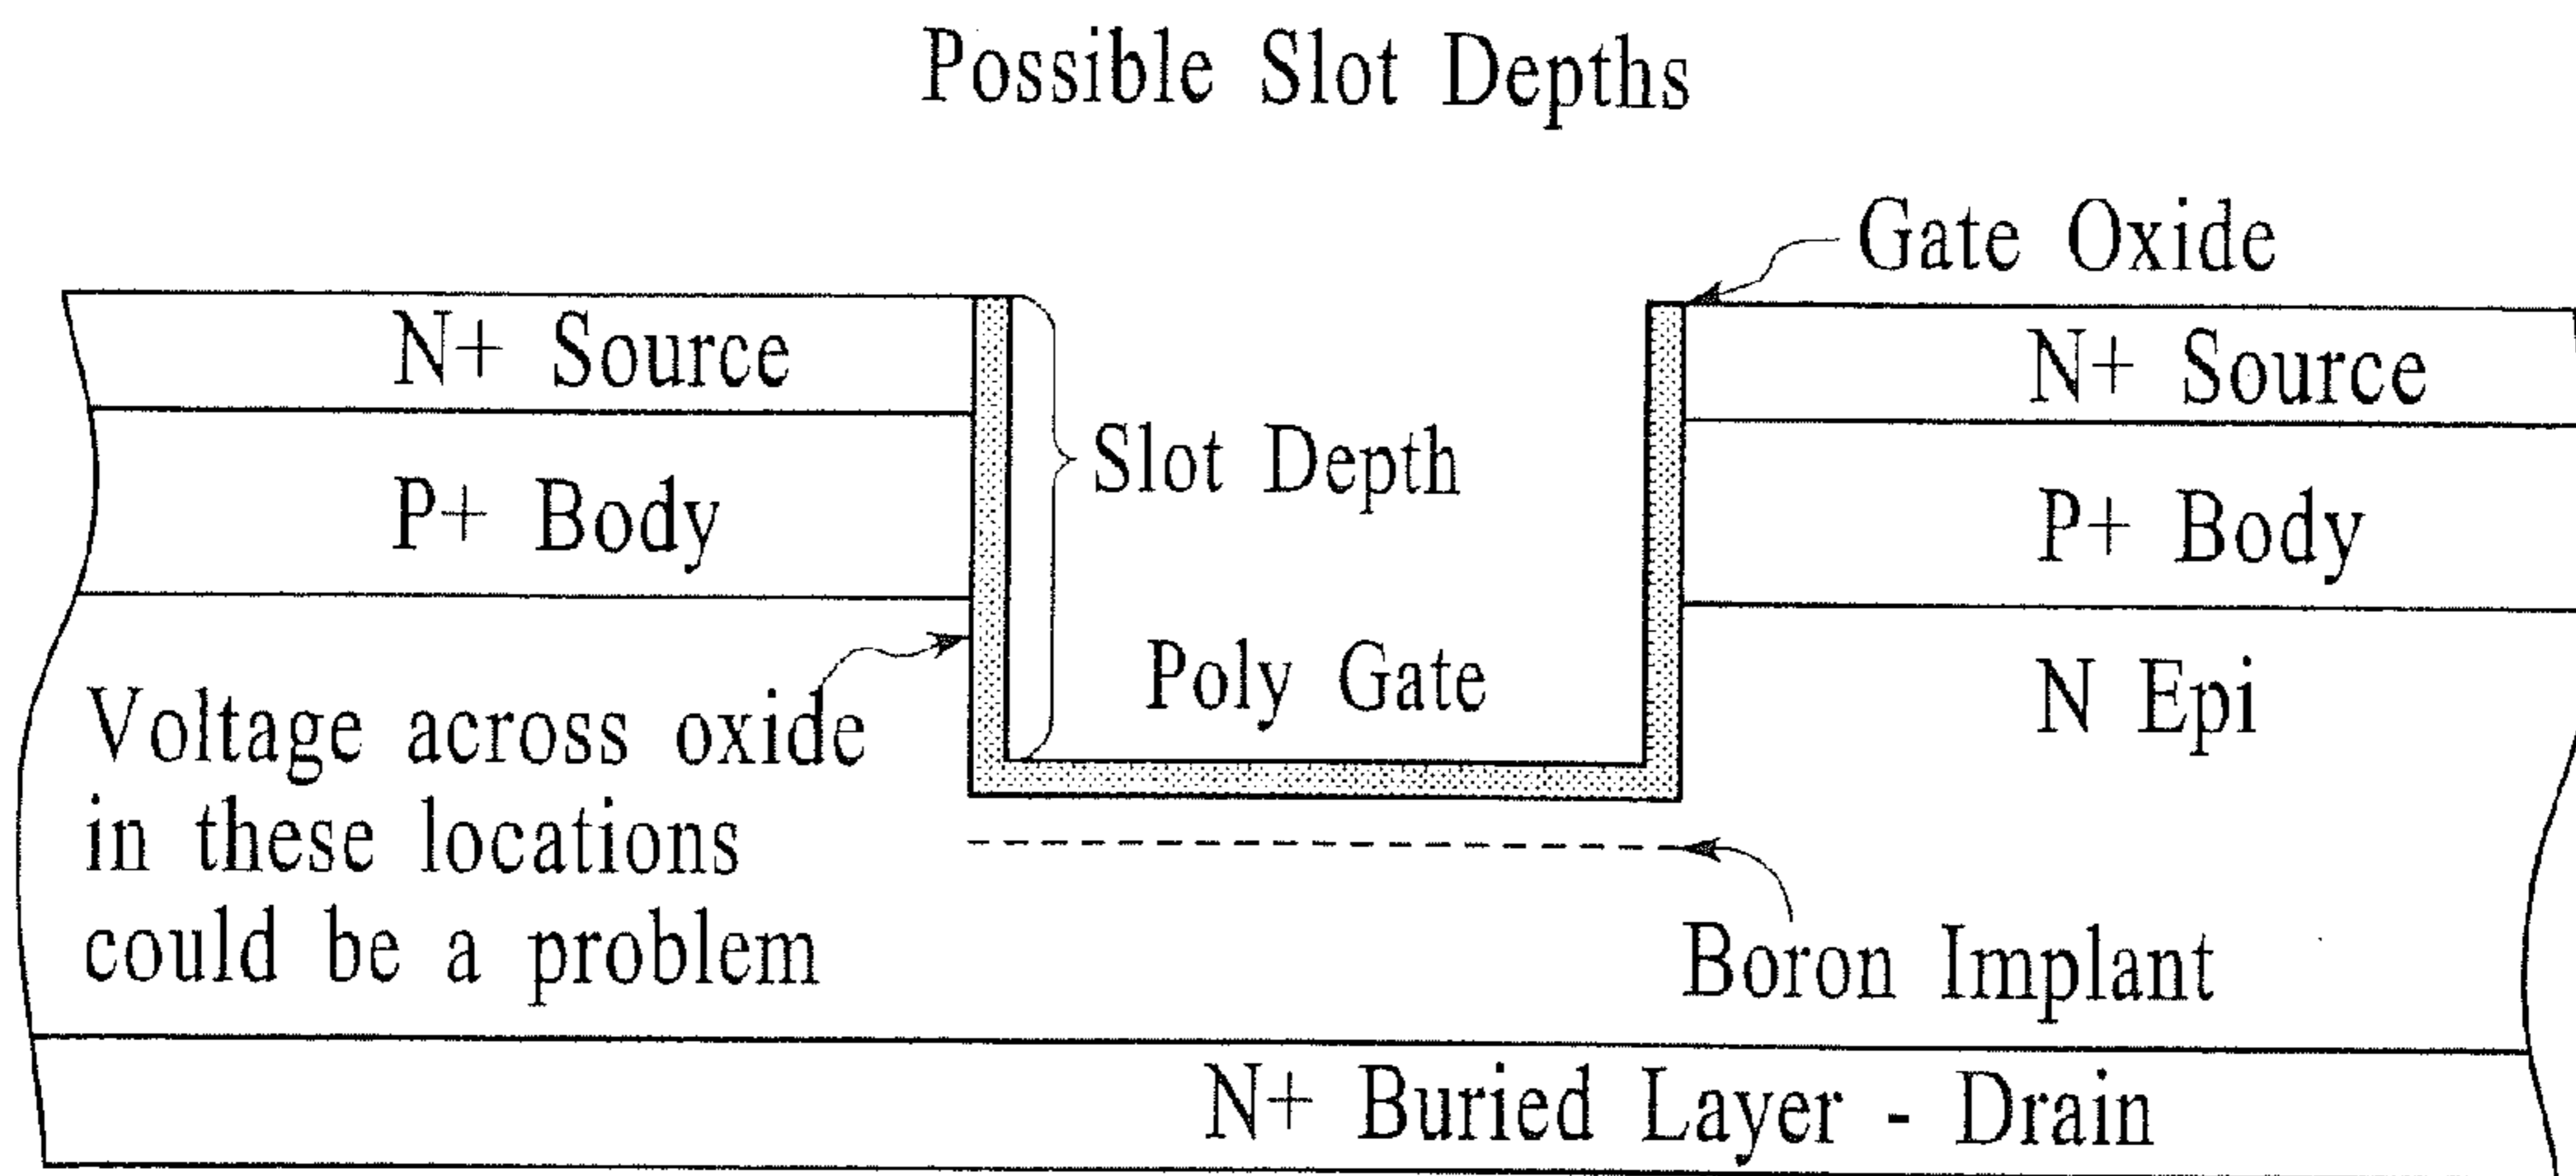 Possible Slot Depths
Gate Oxide
N+ Source
N+ Source
Slot Depth
P+ Body
P+ Body
Poly Gate
N Epi
Voltage across oxide
in these locations
could be a problem
Boron Implant
N+ Buried Layer - Drain